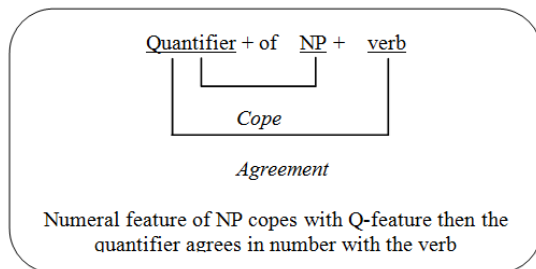 Quantifier + of NP + verb
Cope
Agreement
Numeral feature of NP copes with Q-feature then the
quantifier agrees in number with the verb